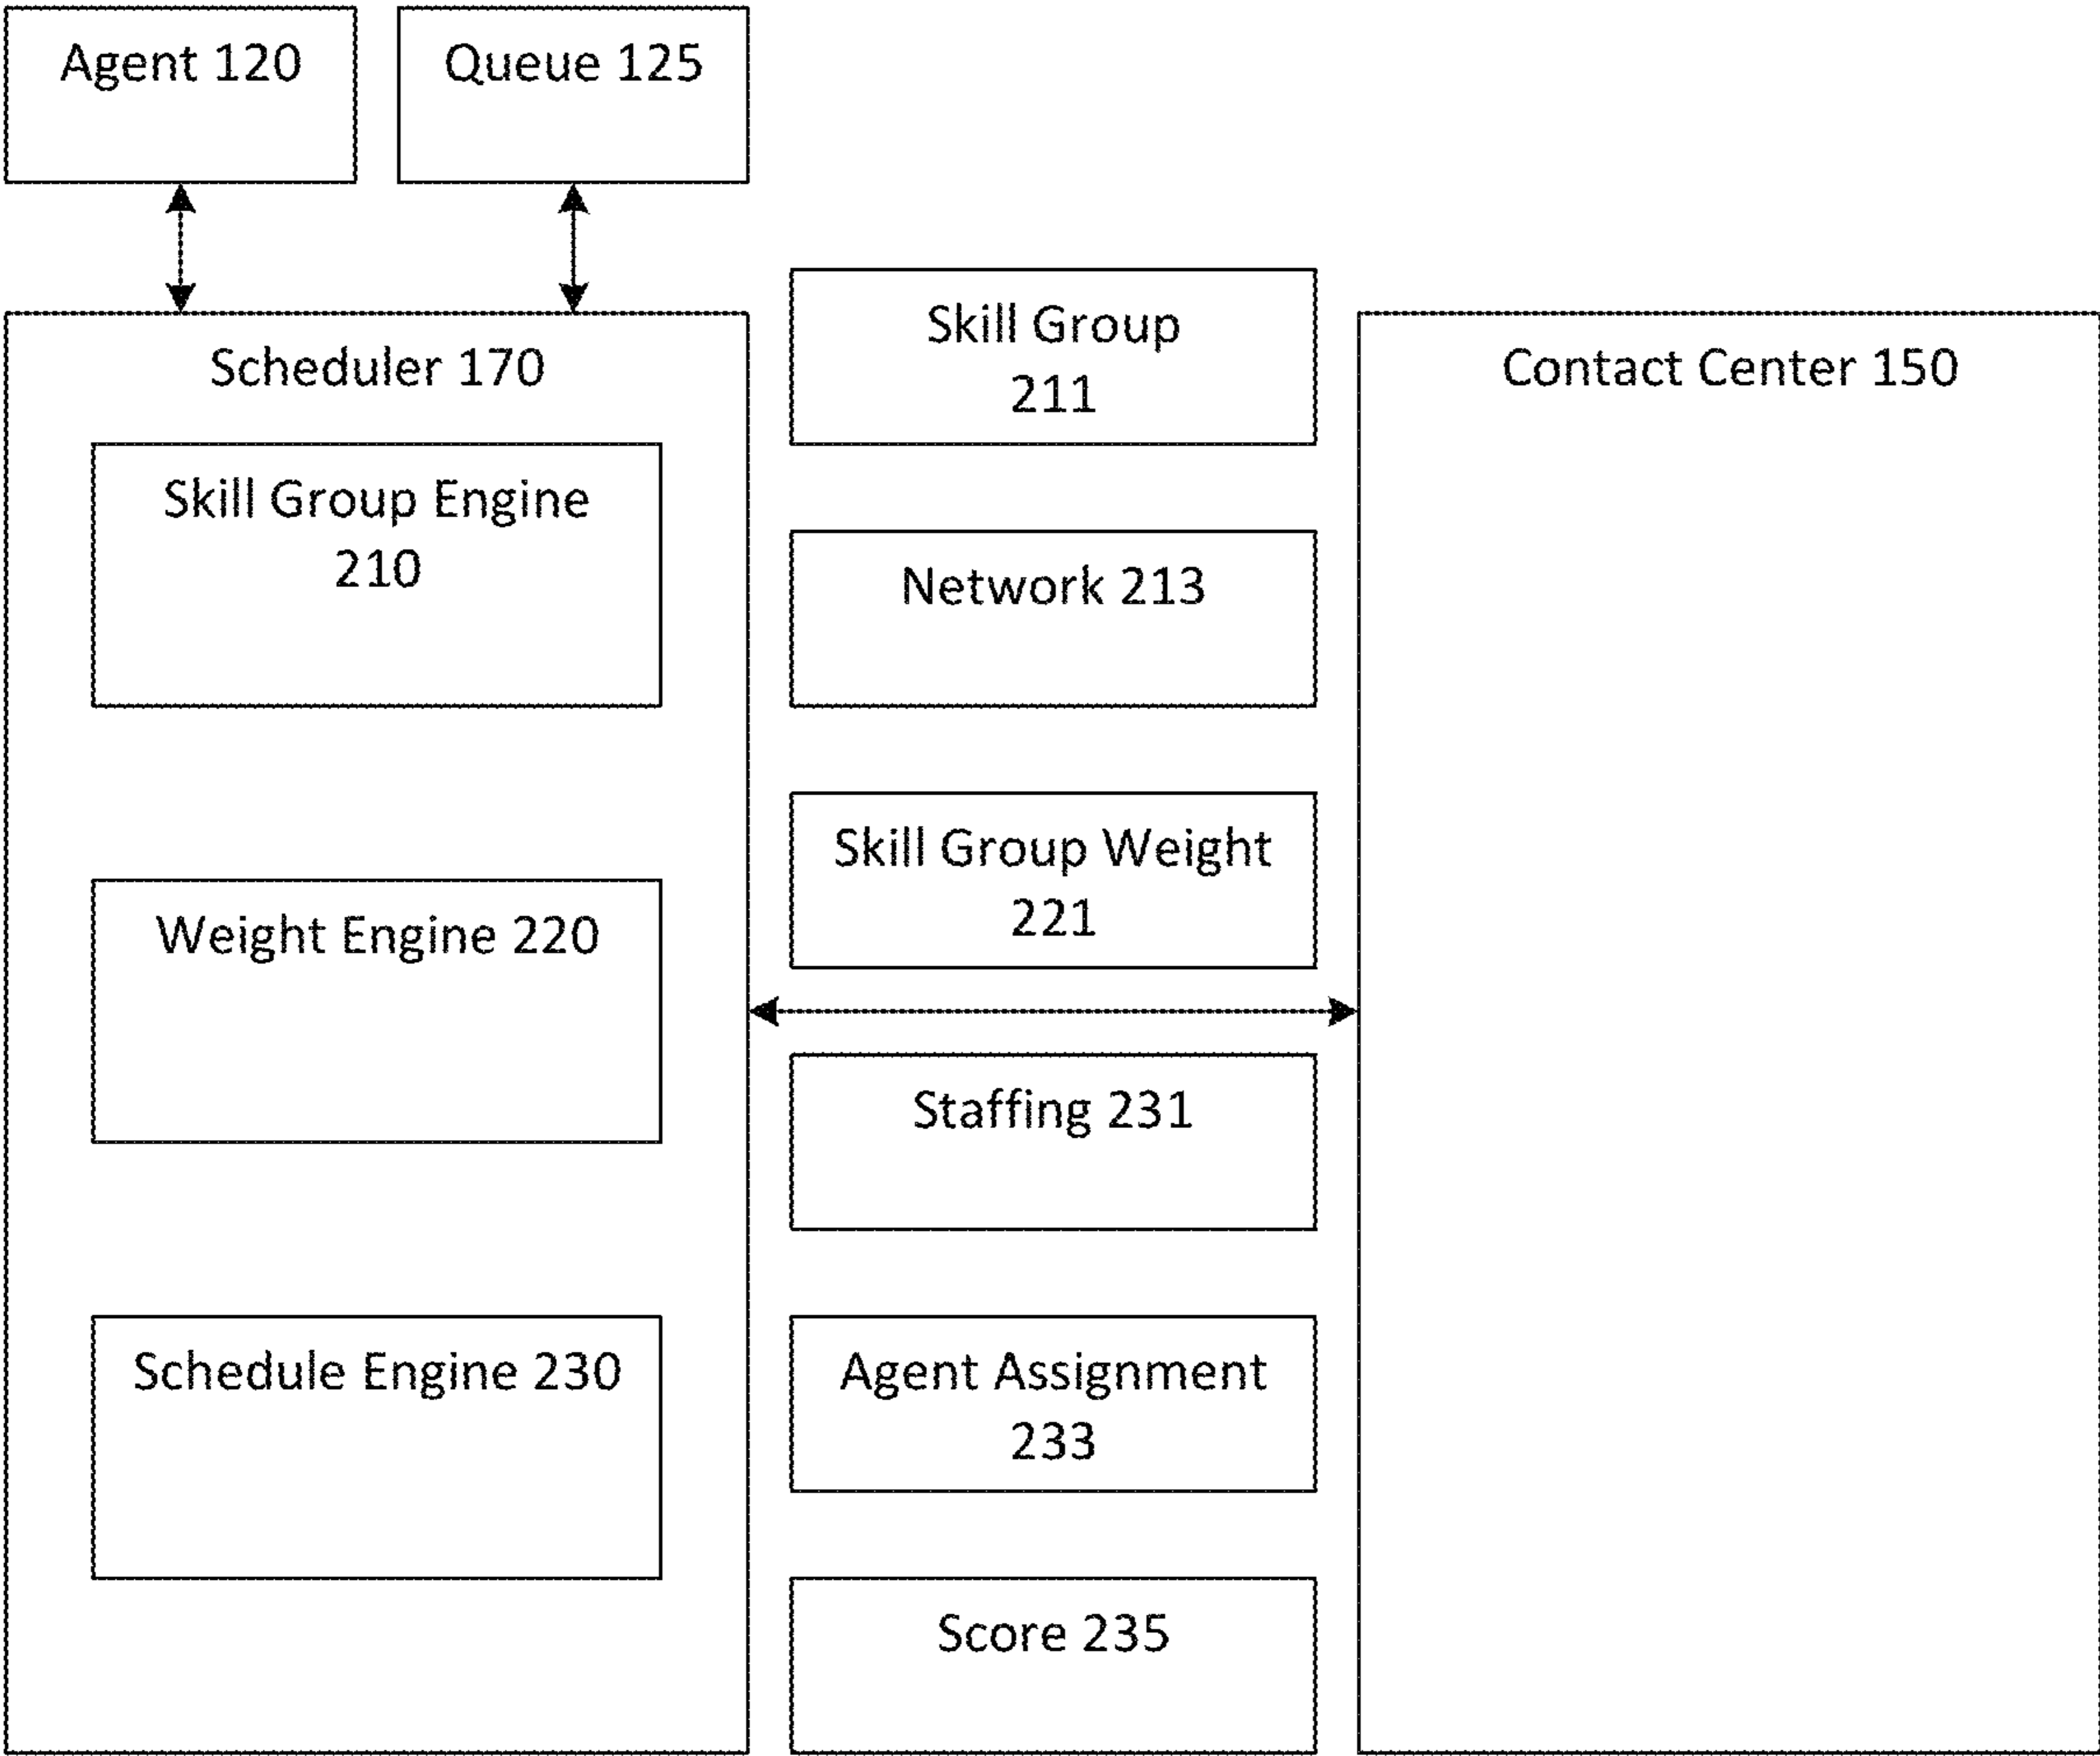 Agent 120
Queue 125
Scheduler 170
Skill Group Engine
210
Weight Engine 220
Schedule Engine 230
Skill Group
211
Network 213
Skill Group Weight
221
Staffing 231
Agent Assignment
233
Score 235
Contact Center 150